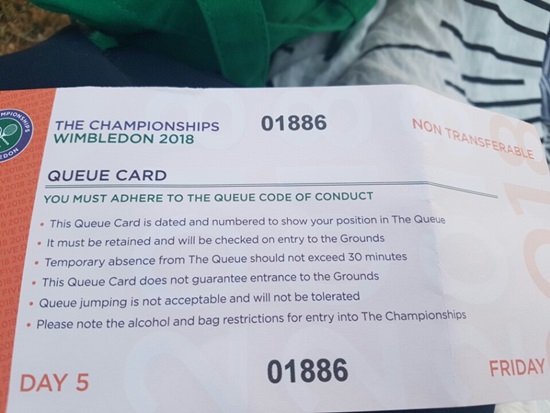 THE CHAMPIONSHIPS 01886 NON TRANSFERABLE
WIMBLEDON 2018
QUEUE CARD
YOU MUST ADHERE TO THE QUEUE CODE OF CONDUCT
• This Queue Card is dated and numbered to show your position in The Queue
• It must be retained and will be checked on entry to the Grounds
• Temporary absence from The Queue should not exceed 30 minutes
• This Queue Card does not guarantee entrance to the Grounds
• Queue jumping is not acceptable and will not be tolerated
• Please note the alcohol and bag restrictions for entry into The Championships
DAY 5 01886 FRIDAY